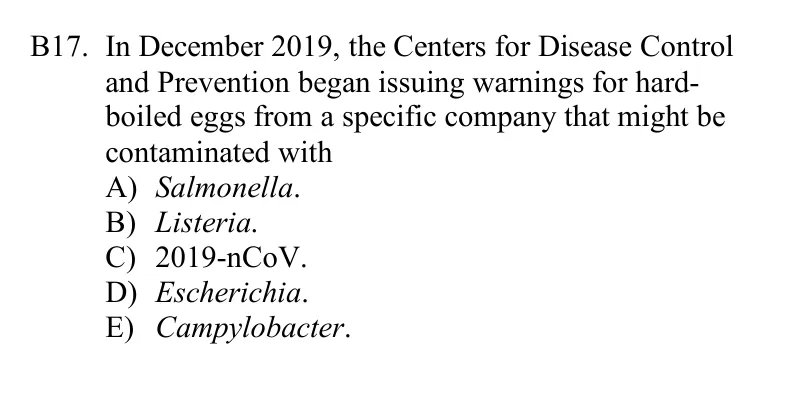 B17. In December 2019, the Centers for Disease Control
and Prevention began issuing warnings for hard-
boiled eggs from a specific company that might be
contaminated with
A) Salmonella.
B) Listeria.
C) 2019-nCoV.
D) Escherichia.
E) Campylobacter.